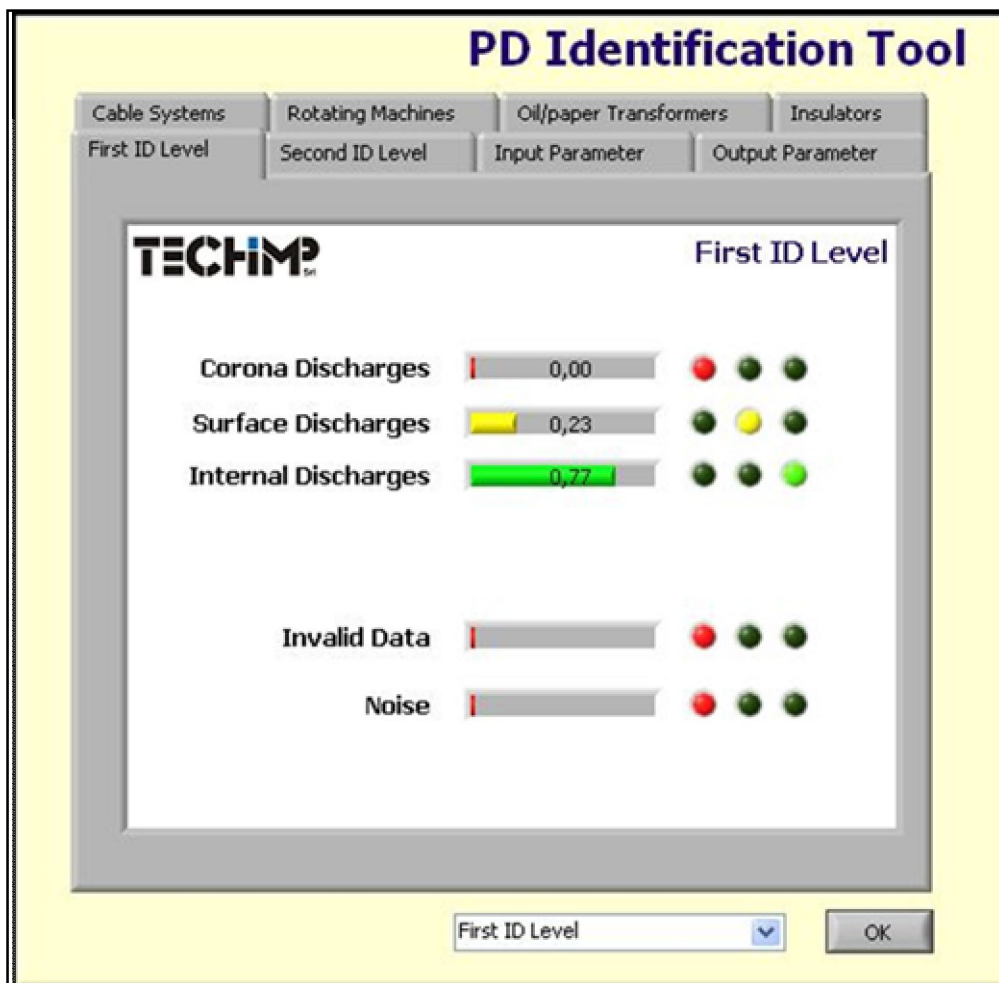 PD Identification Tool
Cable Systems Rotating Machines Oil/paper Transformers Insulators
First ID Level Second ID Level Input Parameter Output Parameter
TECHIMP Srl First ID Level
Corona Discharges 0,00
Surface Discharges 0,23
Internal Discharges 0,77
Invalid Data
Noise
First ID Level OK